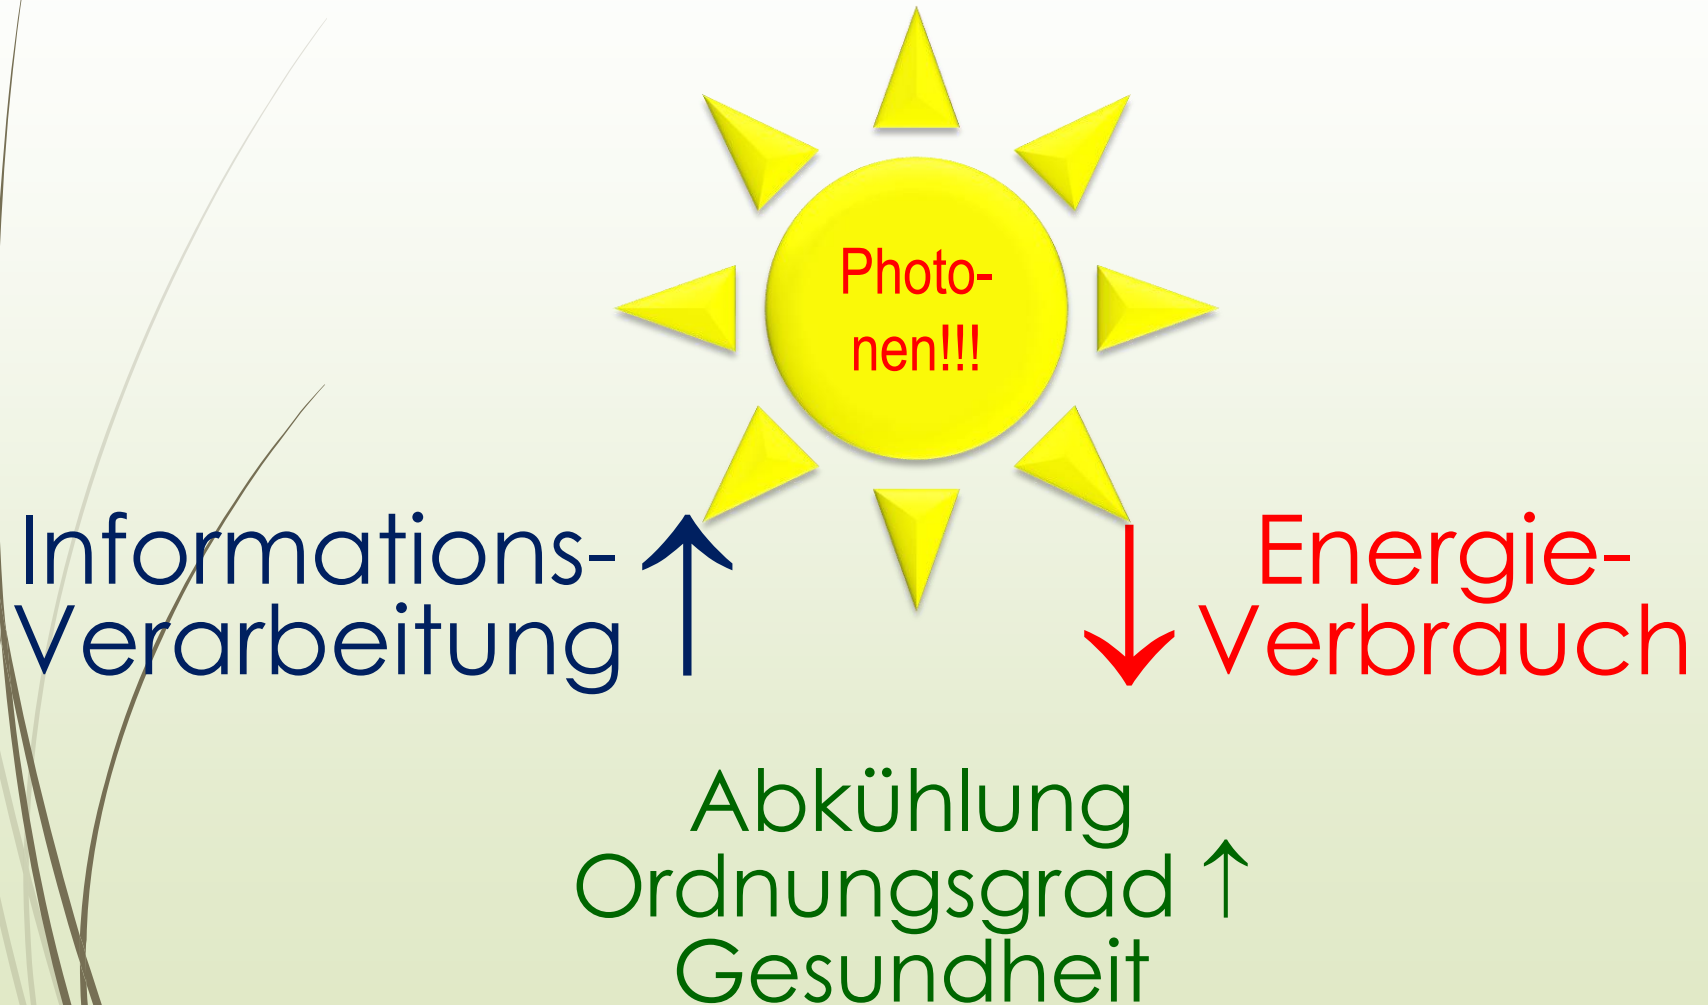 Photo-
nen!!!
Informations- ↑
Verarbeitung
↓ Energie-
Verbrauch
Abkühlung
Ordnungsgrad ↑
Gesundheit